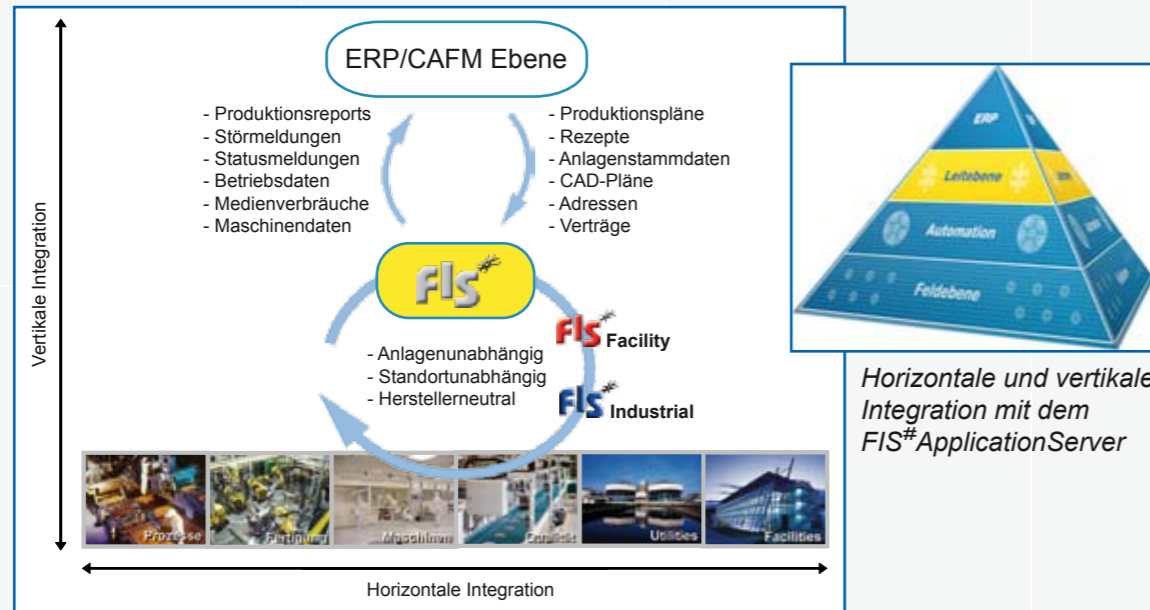 ERP/CAFM Ebene
- Produktionsreports
- Störmeldungen
- Statusmeldungen
- Betriebsdaten
- Medienverbräuche
- Maschinendaten
- Produktionspläne
- Rezepte
- Anlagenstammdaten
- CAD-Pläne
- Adressen
- Verträge
Vertikale Integration
FIS#
- Anlagenunabhängig
- Standortunabhängig
- Herstellerneutral
FIS# Facility
FIS# Industrial
Prozesse
Fertigung
Maschinen
Utilities
Facilities
Horizontale Integration
ERP
Leitebene
Automation
Feldebene
Horizontale und vertikale
Integration mit dem
FIS#ApplicationServer